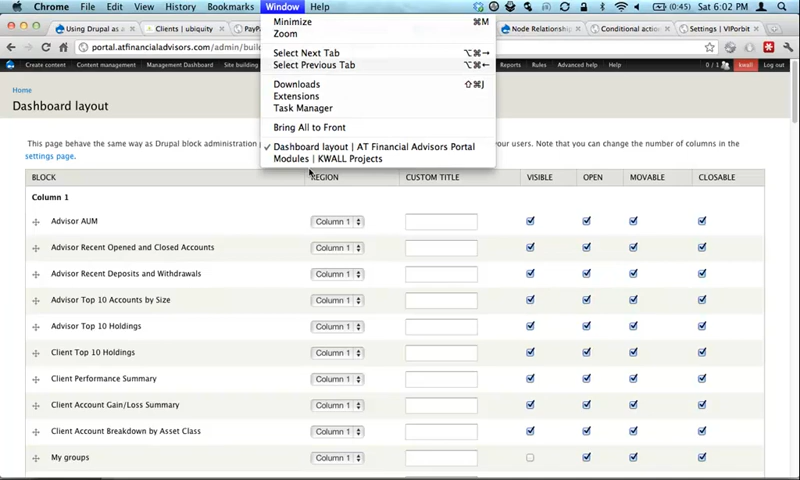 Chrome File Edit View History Bookmarks Window Help (0:45) Sat 6:02 PM
Using Drupal as Clients | ubiquity PayP Node Relationship Conditional action Settings | VIPorbit
portal.atfinancialadvisors.com/admin/build
Create content Content management Management Dashboard Site building Reports Rules Advanced help Help 0 / 1 kwall Log out
Minimize ⌘M
Zoom
Select Next Tab ⌥⌘→
Select Previous Tab ⌥⌘←
Downloads ⇧⌘J
Extensions
Task Manager
Bring All to Front
✓ Dashboard layout | AT Financial Advisors Portal
Modules | KWALL Projects
Home
Dashboard layout
This page behave the same way as Drupal block administration your users. Note that you can change the number of columns in the
settings page.
BLOCK REGION CUSTOM TITLE VISIBLE OPEN MOVABLE CLOSABLE
Column 1
Advisor AUM Column 1
Advisor Recent Opened and Closed Accounts Column 1
Advisor Recent Deposits and Withdrawals Column 1
Advisor Top 10 Accounts by Size Column 1
Advisor Top 10 Holdings Column 1
Client Top 10 Holdings Column 1
Client Performance Summary Column 1
Client Account Gain/Loss Summary Column 1
Client Account Breakdown by Asset Class Column 1
My groups Column 1